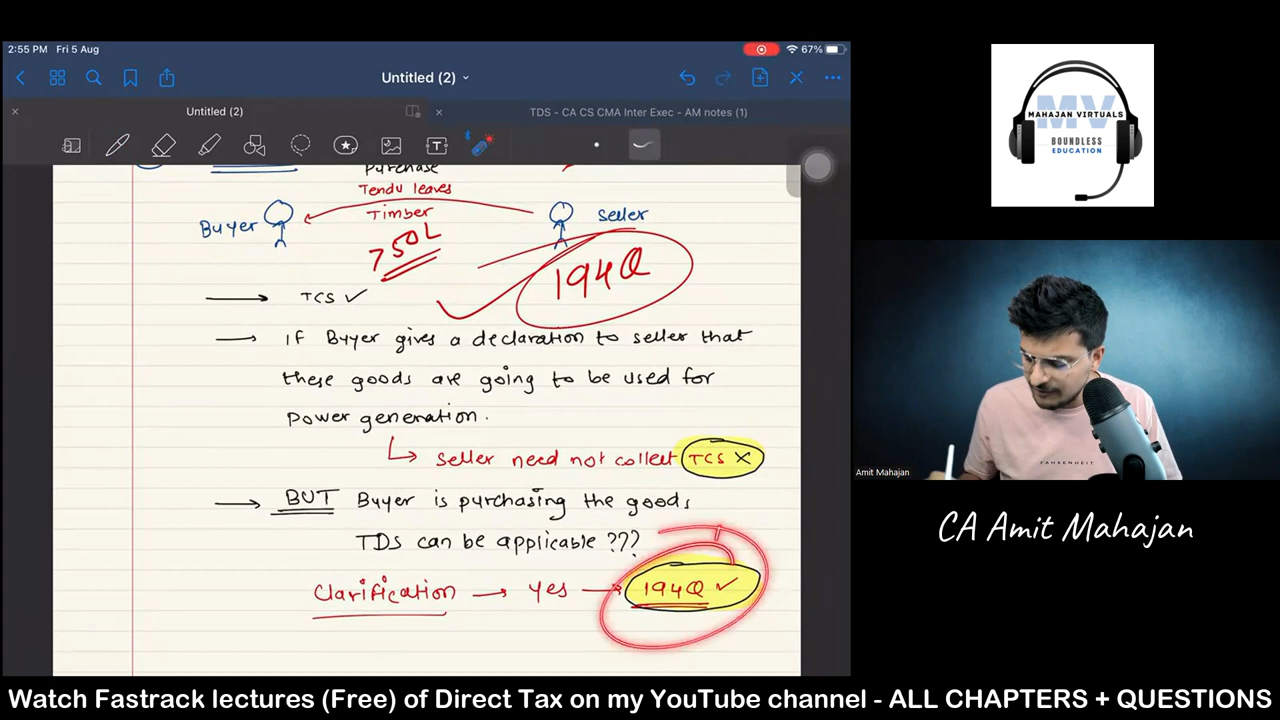 2:55 PM Fri 5 Aug
67%
Untitled (2)
Untitled (2)
TDS - CA CS CMA Inter Exec - AM notes (1)
Purchase
Tendu leaves
Timber
Buyer
Seller
750L
194Q
TCS ✓
If Buyer gives a declaration to seller that
these goods are going to be used for
Power generation.
Seller need not collect TCS X
BUT Buyer is purchasing the goods
TDS can be applicable ???
Clarification → Yes → 194Q ✓
MV
MAHAJAN VIRTUALS
BOUNDLESS
EDUCATION
FAHRENHEIT
Amit Mahajan
CA Amit Mahajan
Watch Fastrack lectures (Free) of Direct Tax on my YouTube channel - ALL CHAPTERS + QUESTIONS